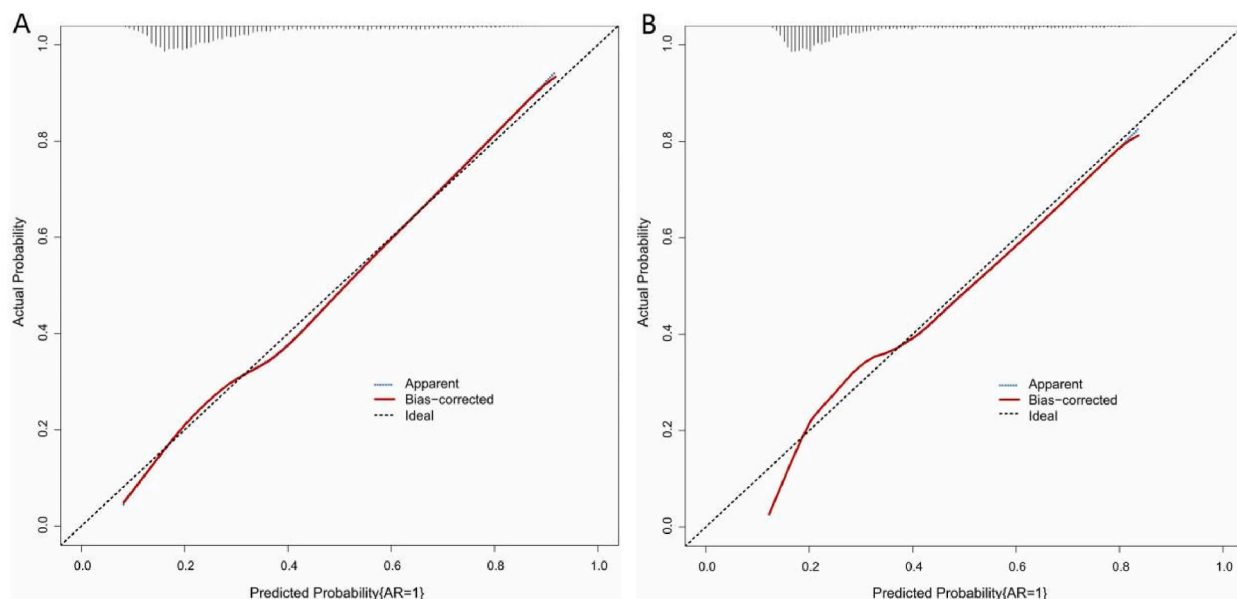 A
1.0
0.8
0.6
0.4
0.2
0.0
Actual Probability
Apparent
Bias-corrected
Ideal
0.0 0.2 0.4 0.6 0.8 1.0
Predicted Probability{AR=1}
B
1.0
0.8
0.6
0.4
0.2
0.0
Actual Probability
Apparent
Bias-corrected
Ideal
0.0 0.2 0.4 0.6 0.8 1.0
Predicted Probability{AR=1}